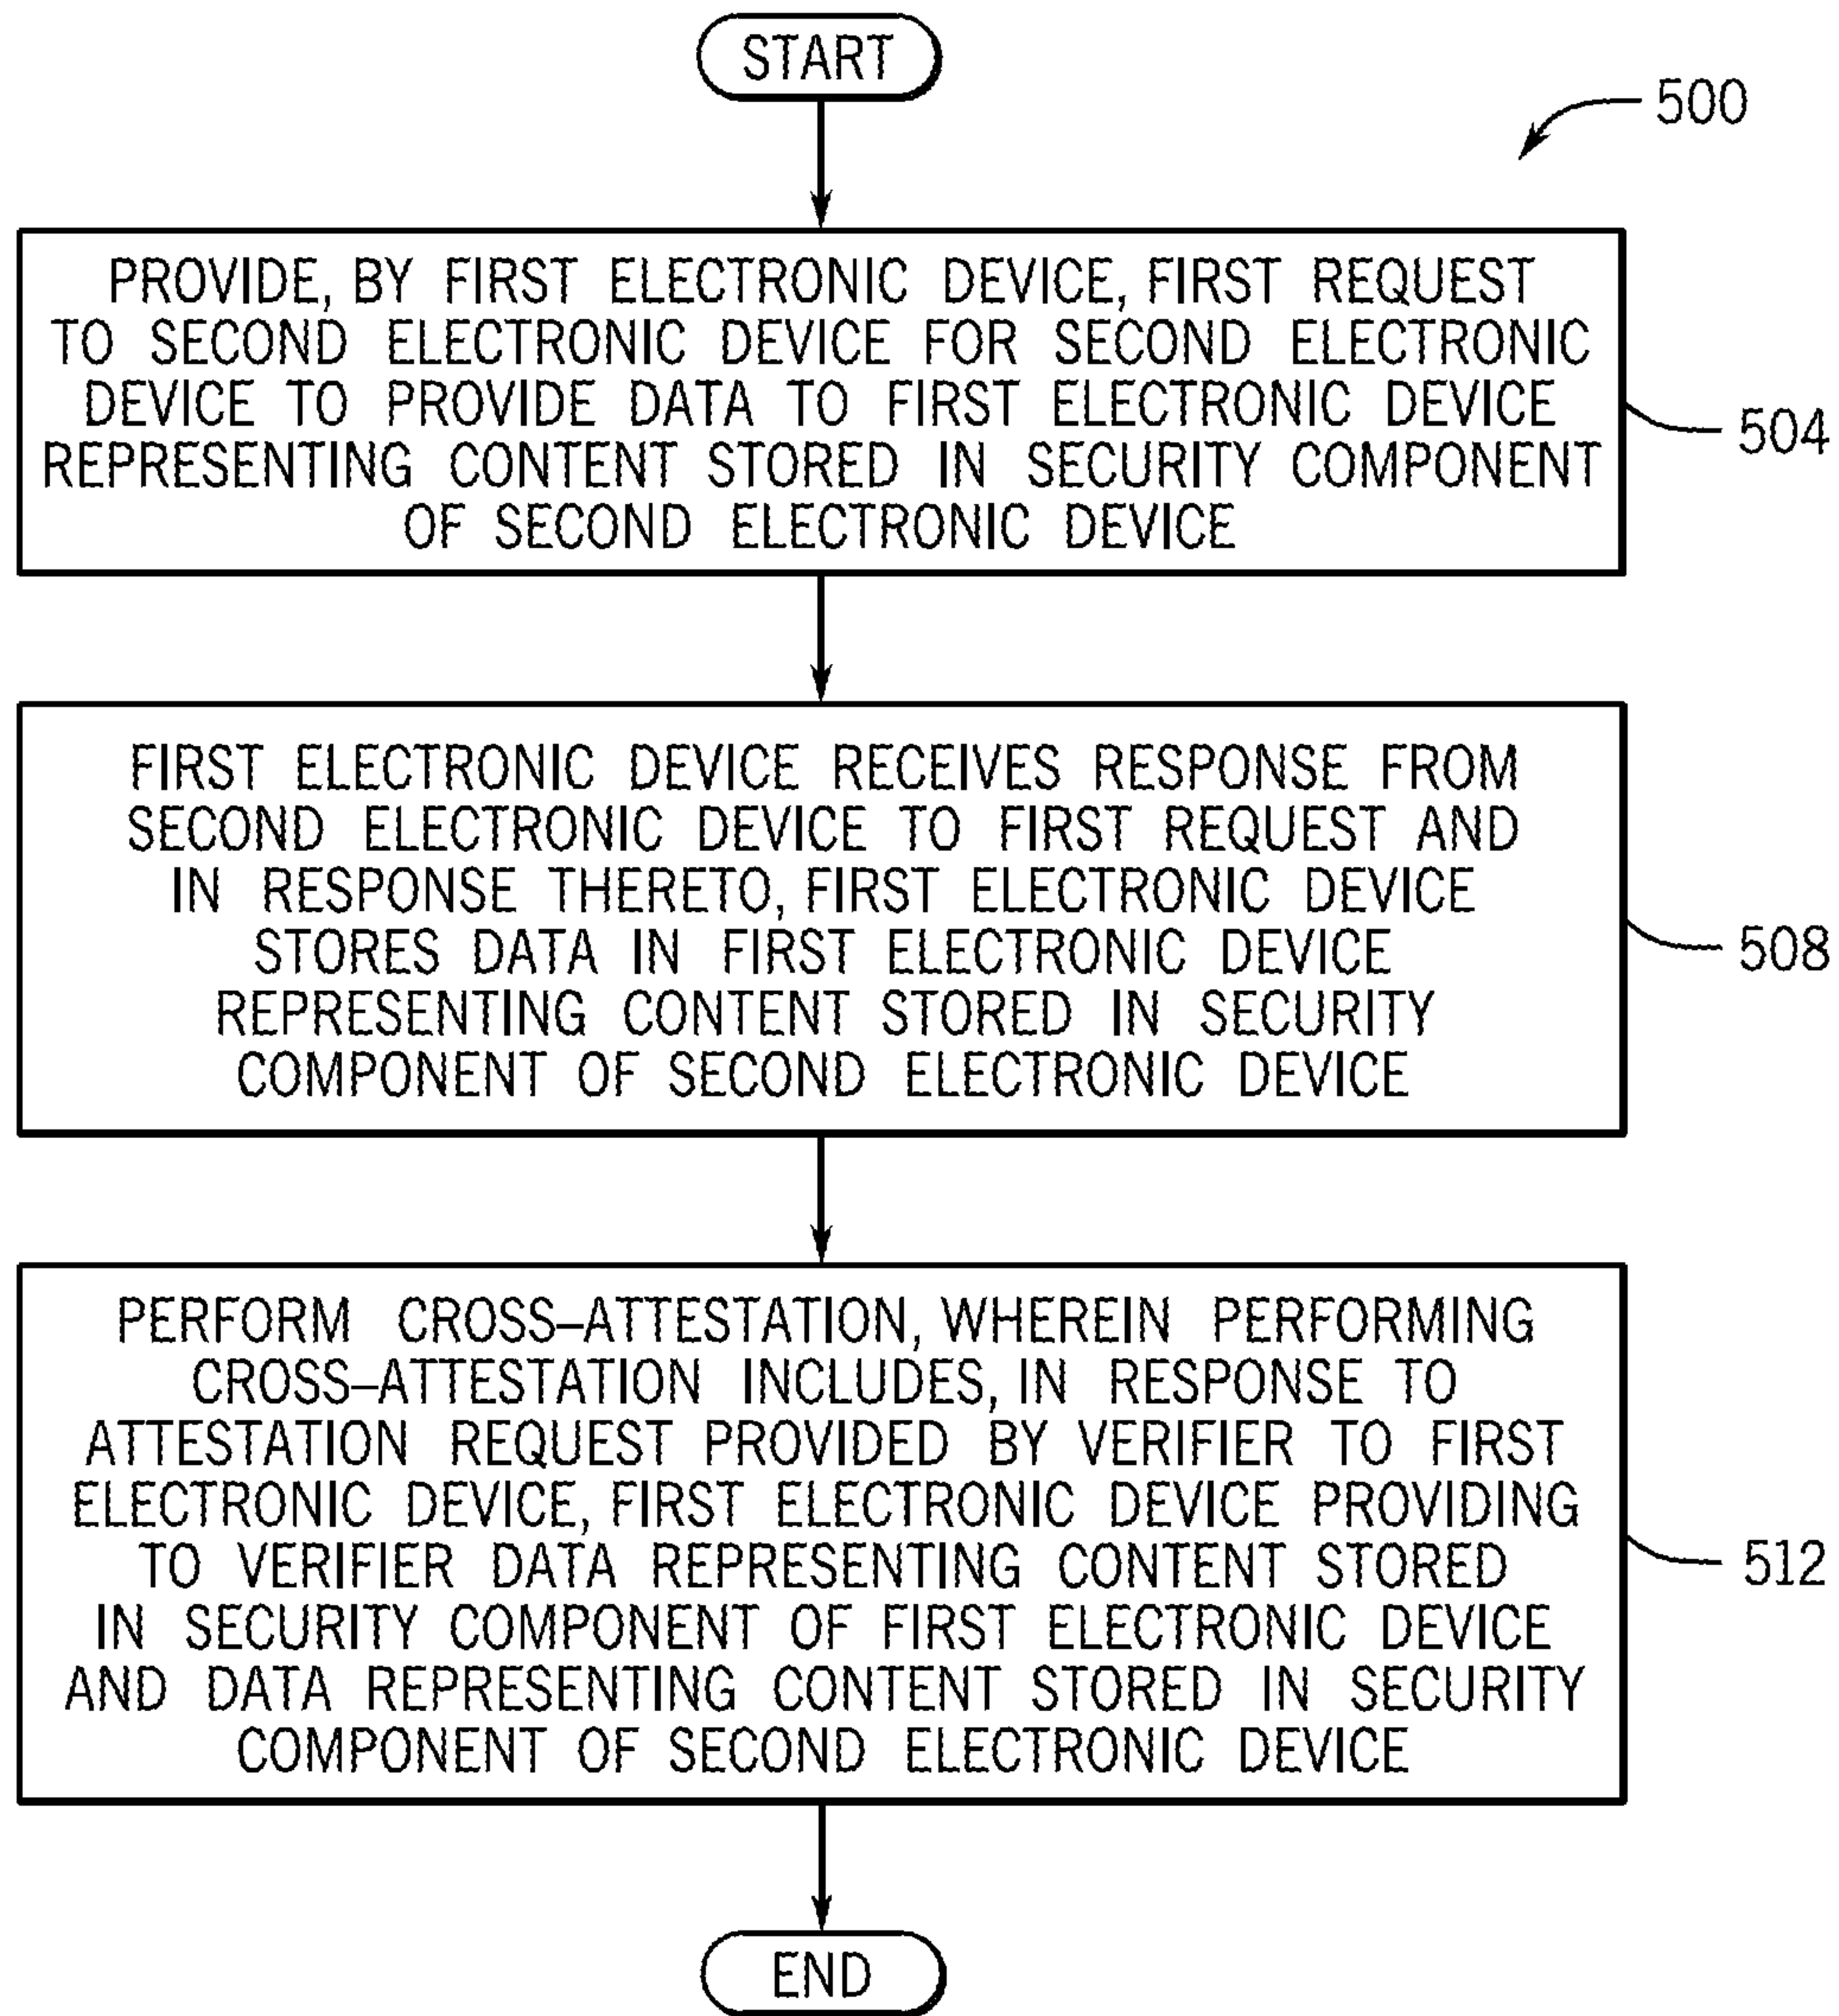 START
500
PROVIDE, BY FIRST ELECTRONIC DEVICE, FIRST REQUEST
TO SECOND ELECTRONIC DEVICE FOR SECOND ELECTRONIC
DEVICE TO PROVIDE DATA TO FIRST ELECTRONIC DEVICE
REPRESENTING CONTENT STORED IN SECURITY COMPONENT
OF SECOND ELECTRONIC DEVICE
504
FIRST ELECTRONIC DEVICE RECEIVES RESPONSE FROM
SECOND ELECTRONIC DEVICE TO FIRST REQUEST AND
IN RESPONSE THERETO, FIRST ELECTRONIC DEVICE
STORES DATA IN FIRST ELECTRONIC DEVICE
REPRESENTING CONTENT STORED IN SECURITY
COMPONENT OF SECOND ELECTRONIC DEVICE
508
PERFORM CROSS–ATTESTATION, WHEREIN PERFORMING
CROSS–ATTESTATION INCLUDES, IN RESPONSE TO
ATTESTATION REQUEST PROVIDED BY VERIFIER TO FIRST
ELECTRONIC DEVICE, FIRST ELECTRONIC DEVICE PROVIDING
TO VERIFIER DATA REPRESENTING CONTENT STORED
IN SECURITY COMPONENT OF FIRST ELECTRONIC DEVICE
AND DATA REPRESENTING CONTENT STORED IN SECURITY
COMPONENT OF SECOND ELECTRONIC DEVICE
512
END